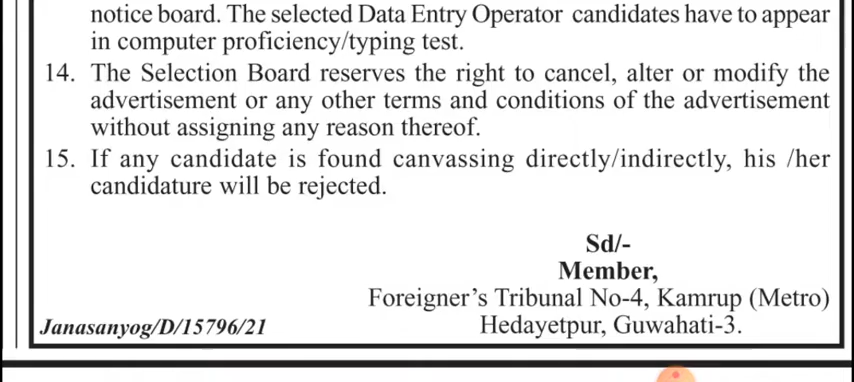 notice board. The selected Data Entry Operator candidates have to appear
in computer proficiency/typing test.
14. The Selection Board reserves the right to cancel, alter or modify the
advertisement or any other terms and conditions of the advertisement
without assigning any reason thereof.
15. If any candidate is found canvassing directly/indirectly, his /her
candidature will be rejected.
Sd/-
Member,
Foreigner’s Tribunal No-4, Kamrup (Metro)
Janasanyog/D/15796/21 Hedayetpur, Guwahati-3.